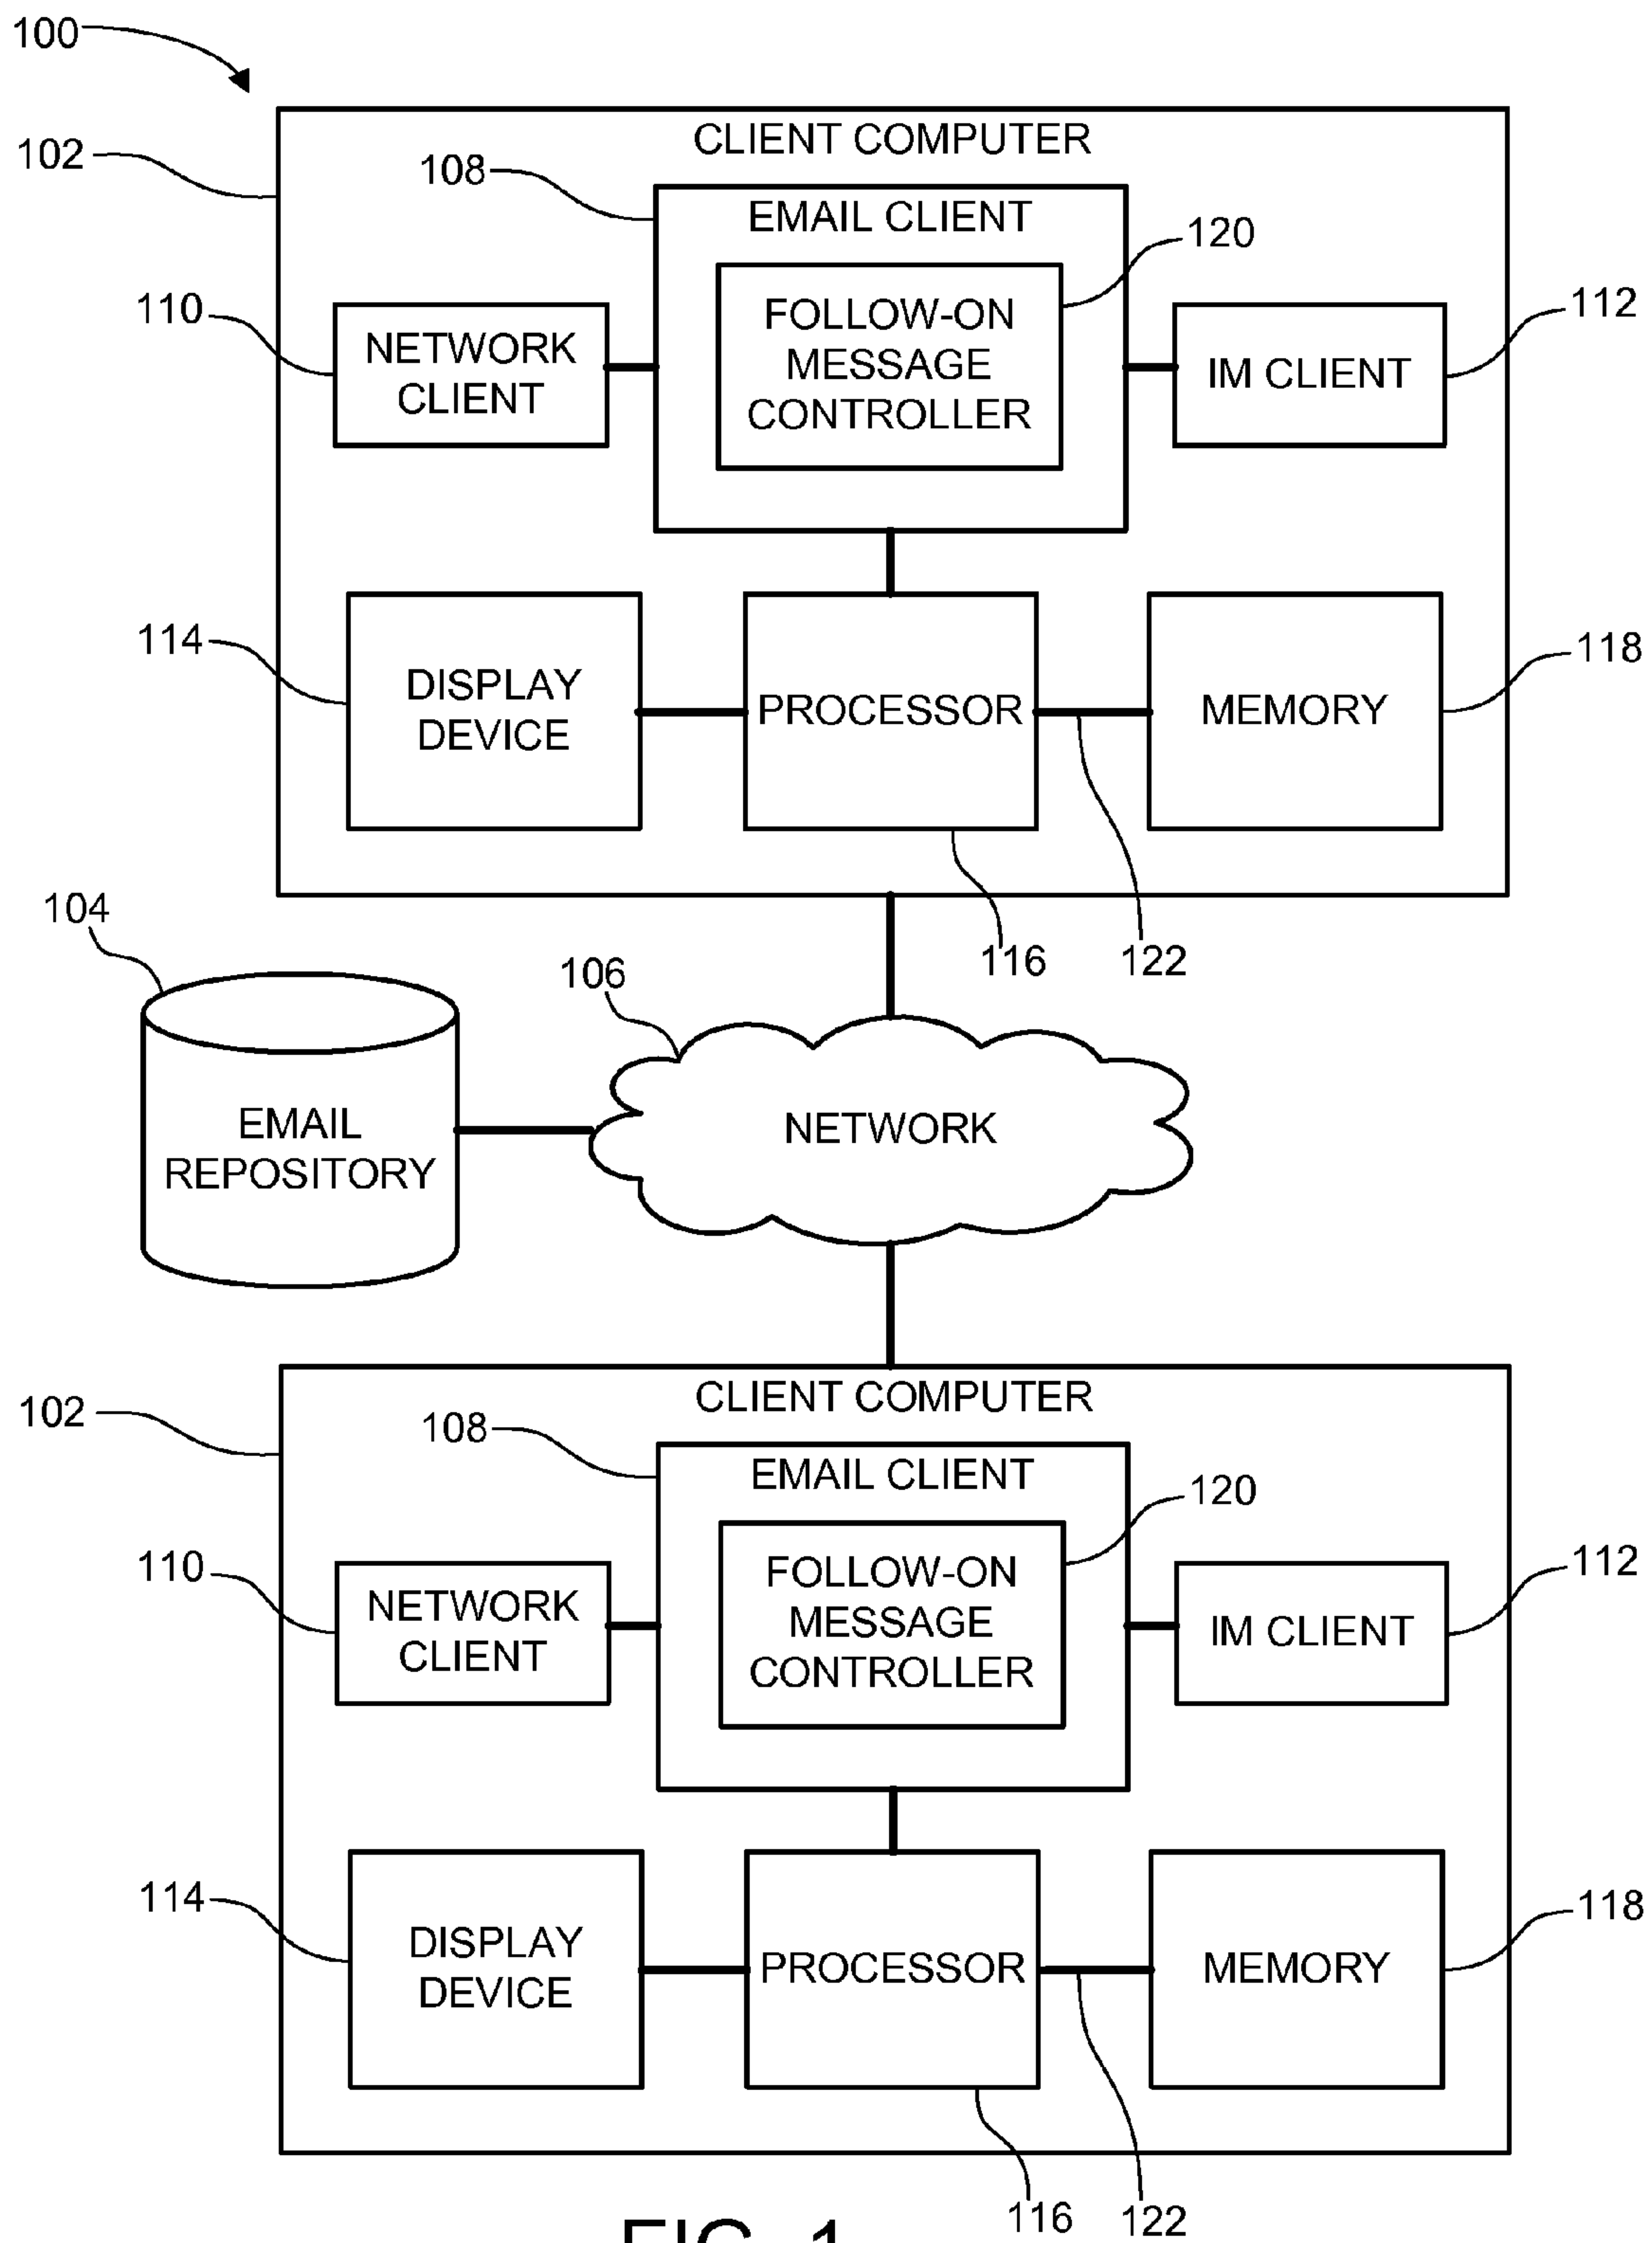 100
102
CLIENT COMPUTER
108
EMAIL CLIENT
120
110
NETWORK
CLIENT
FOLLOW-ON
MESSAGE
CONTROLLER
112
IM CLIENT
114
DISPLAY
DEVICE
PROCESSOR
MEMORY
118
116
122
104
106
EMAIL
REPOSITORY
NETWORK
102
CLIENT COMPUTER
108
EMAIL CLIENT
120
110
NETWORK
CLIENT
FOLLOW-ON
MESSAGE
CONTROLLER
112
IM CLIENT
114
DISPLAY
DEVICE
PROCESSOR
MEMORY
118
116
122
FIG. 1